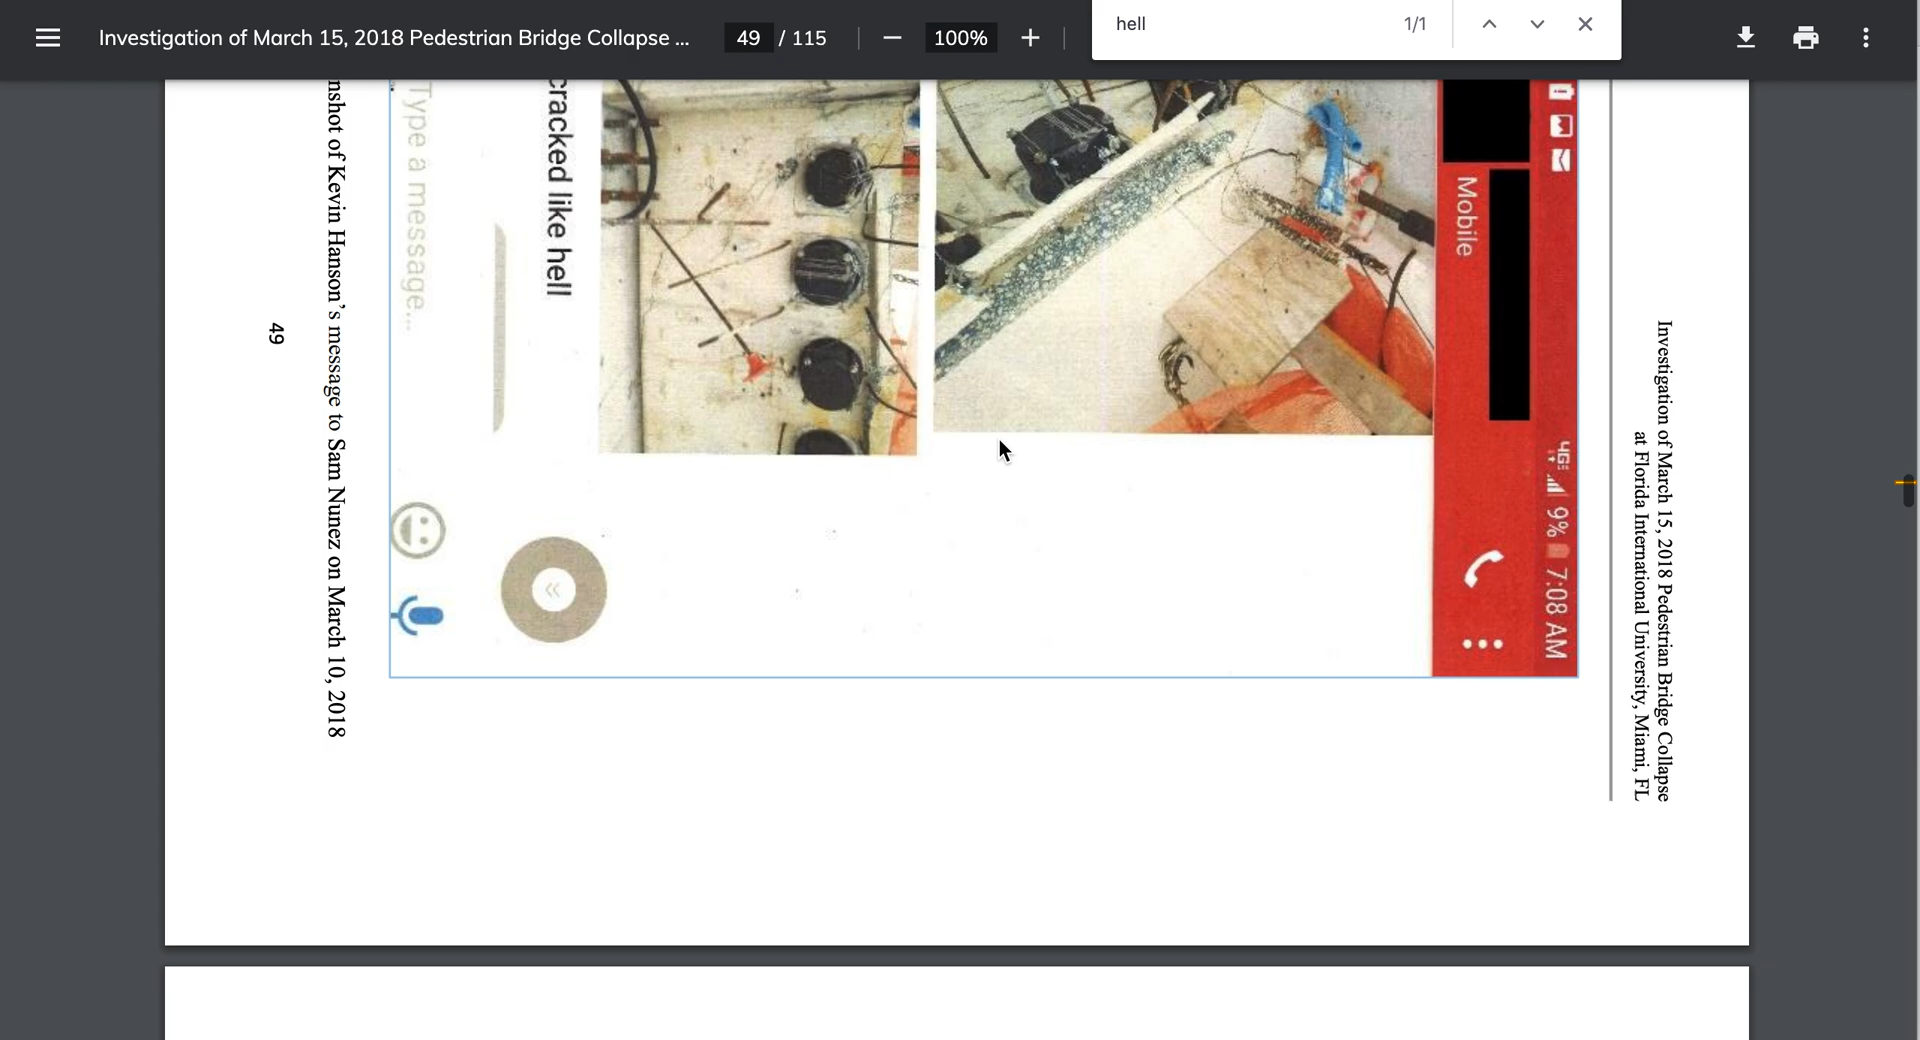 Investigation of March 15, 2018 Pedestrian Bridge Collapse ...
49 / 115
100%
hell
1/1
Investigation of March 15, 2018 Pedestrian Bridge Collapse
at Florida International University, Miami, FL
4G
9%
7:08 AM
Mobile
cracked like hell
Type a message...
nshot of Kevin Hanson's message to Sam Nunez on March 10, 2018
49